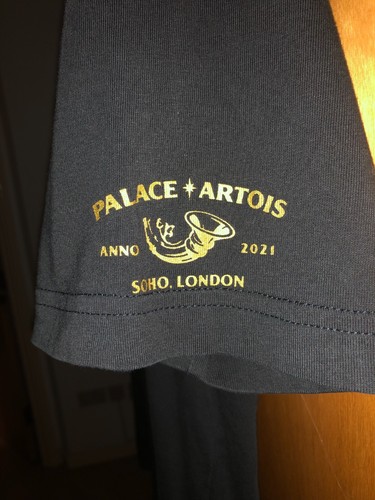 PALACE ARTOIS
ANNO 2021
SOHO. LONDON